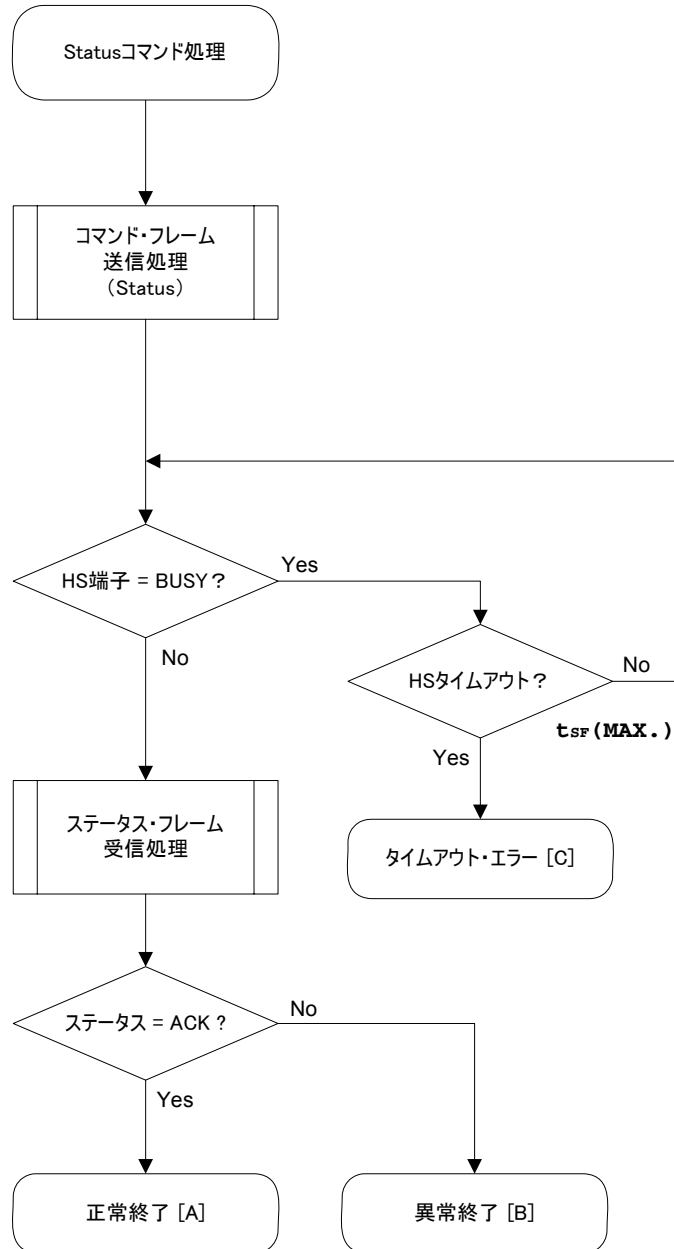 Statusコマンド処理
コマンド・フレーム
送信処理
（Status）
HS端子 = BUSY？
Yes
No
HSタイムアウト？
No
tSF(MAX.)
Yes
ステータス・フレーム
受信処理
タイムアウト・エラー [C]
ステータス = ACK？
No
Yes
正常終了 [A]
異常終了 [B]